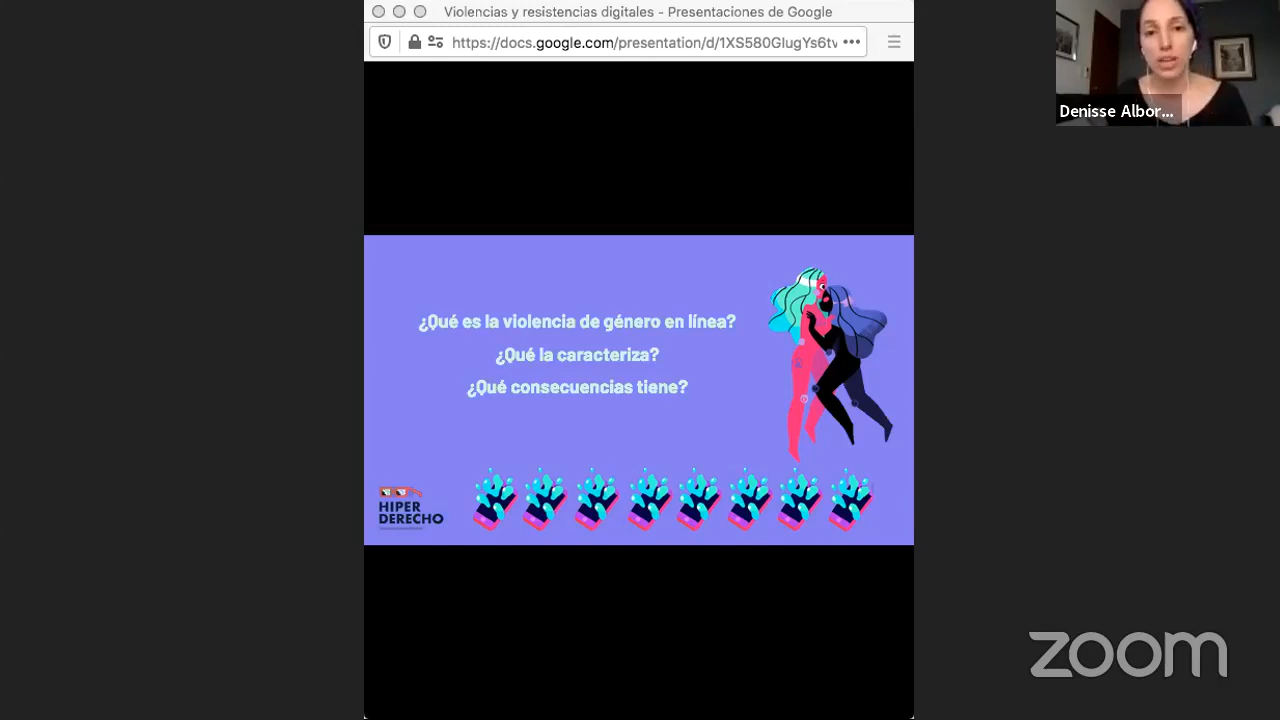 Violencias y resistencias digitales - Presentaciones de Google
https://docs.google.com/presentation/d/1XS580GlugYs6tv
Denisse Albor...
¿Qué es la violencia de género en línea?
¿Qué la caracteriza?
¿Qué consecuencias tiene?
HIPER
DERECHO
zoom